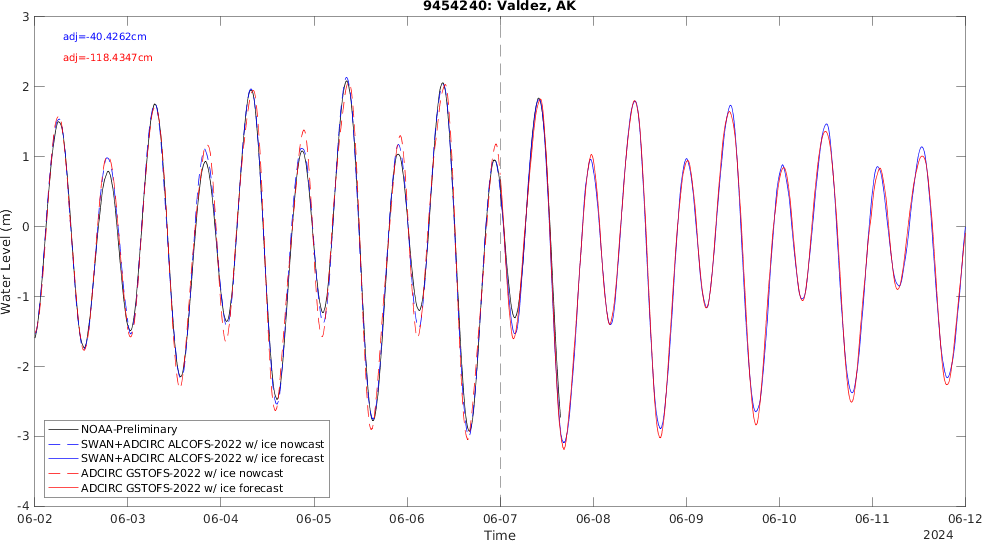 9454240: Valdez, AK
adj=-40.4262cm
adj=-118.4347cm
3
2
1
0
-1
-2
-3
-4
Water Level (m)
NOAA-Preliminary
SWAN+ADCIRC ALCOFS-2022 w/ ice nowcast
SWAN+ADCIRC ALCOFS-2022 w/ ice forecast
ADCIRC GSTOFS-2022 w/ ice nowcast
ADCIRC GSTOFS-2022 w/ ice forecast
06-02 06-03 06-04 06-05 06-06 06-07 06-08 06-09 06-10 06-11 06-12
Time
2024